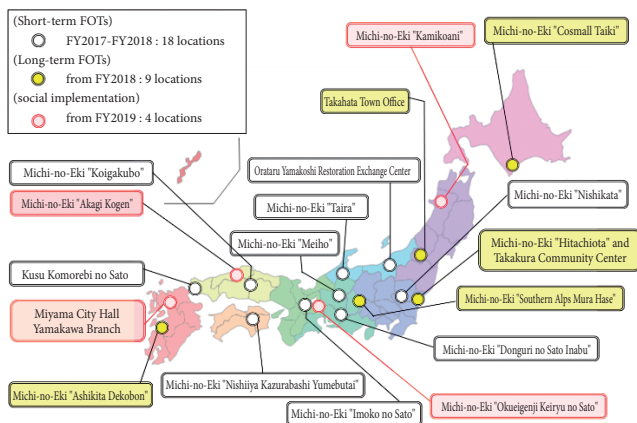 (Short-term FOTs)
FY2017-FY2018 : 18 locations
(Long-term FOTs)
from FY2018 : 9 locations
(social implementation)
from FY2019 : 4 locations
Michi-no-Eki "Kamikoani"
Michi-no-Eki "Cosmall Taiki"
Takahata Town Office
Michi-no-Eki "Koigakubo"
Orataru Yamakoshi Restoration Exchange Center
Michi-no-Eki "Akagi Kogen"
Michi-no-Eki "Taira"
Michi-no-Eki "Nishikata"
Michi-no-Eki "Meiho"
Michi-no-Eki "Hitachiota" and
Takakura Community Center
Kusu Komorebi no Sato
Michi-no-Eki "Southern Alps Mura Hase"
Miyama City Hall
Yamakawa Branch
Michi-no-Eki "Donguri no Sato Inabu"
Michi-no-Eki "Ashikita Dekobon"
Michi-no-Eki "Nishiiya Kazurabashi Yumebutai"
Michi-no-Eki "Imoko no Sato"
Michi-no-Eki "Okueigenji Keiryu no Sato"